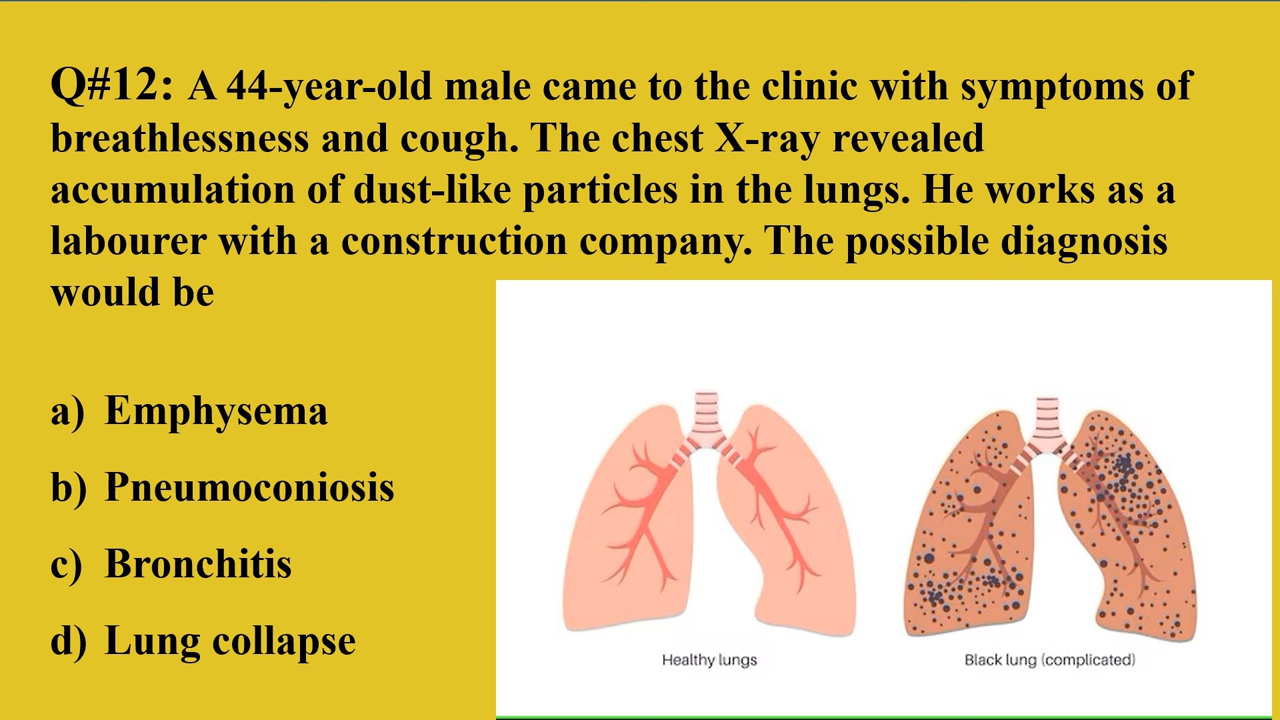 Q#12: A 44-year-old male came to the clinic with symptoms of
breathlessness and cough. The chest X-ray revealed
accumulation of dust-like particles in the lungs. He works as a
labourer with a construction company. The possible diagnosis
would be
a) Emphysema
b) Pneumoconiosis
c) Bronchitis
d) Lung collapse
Healthy lungs
Black lung (complicated)